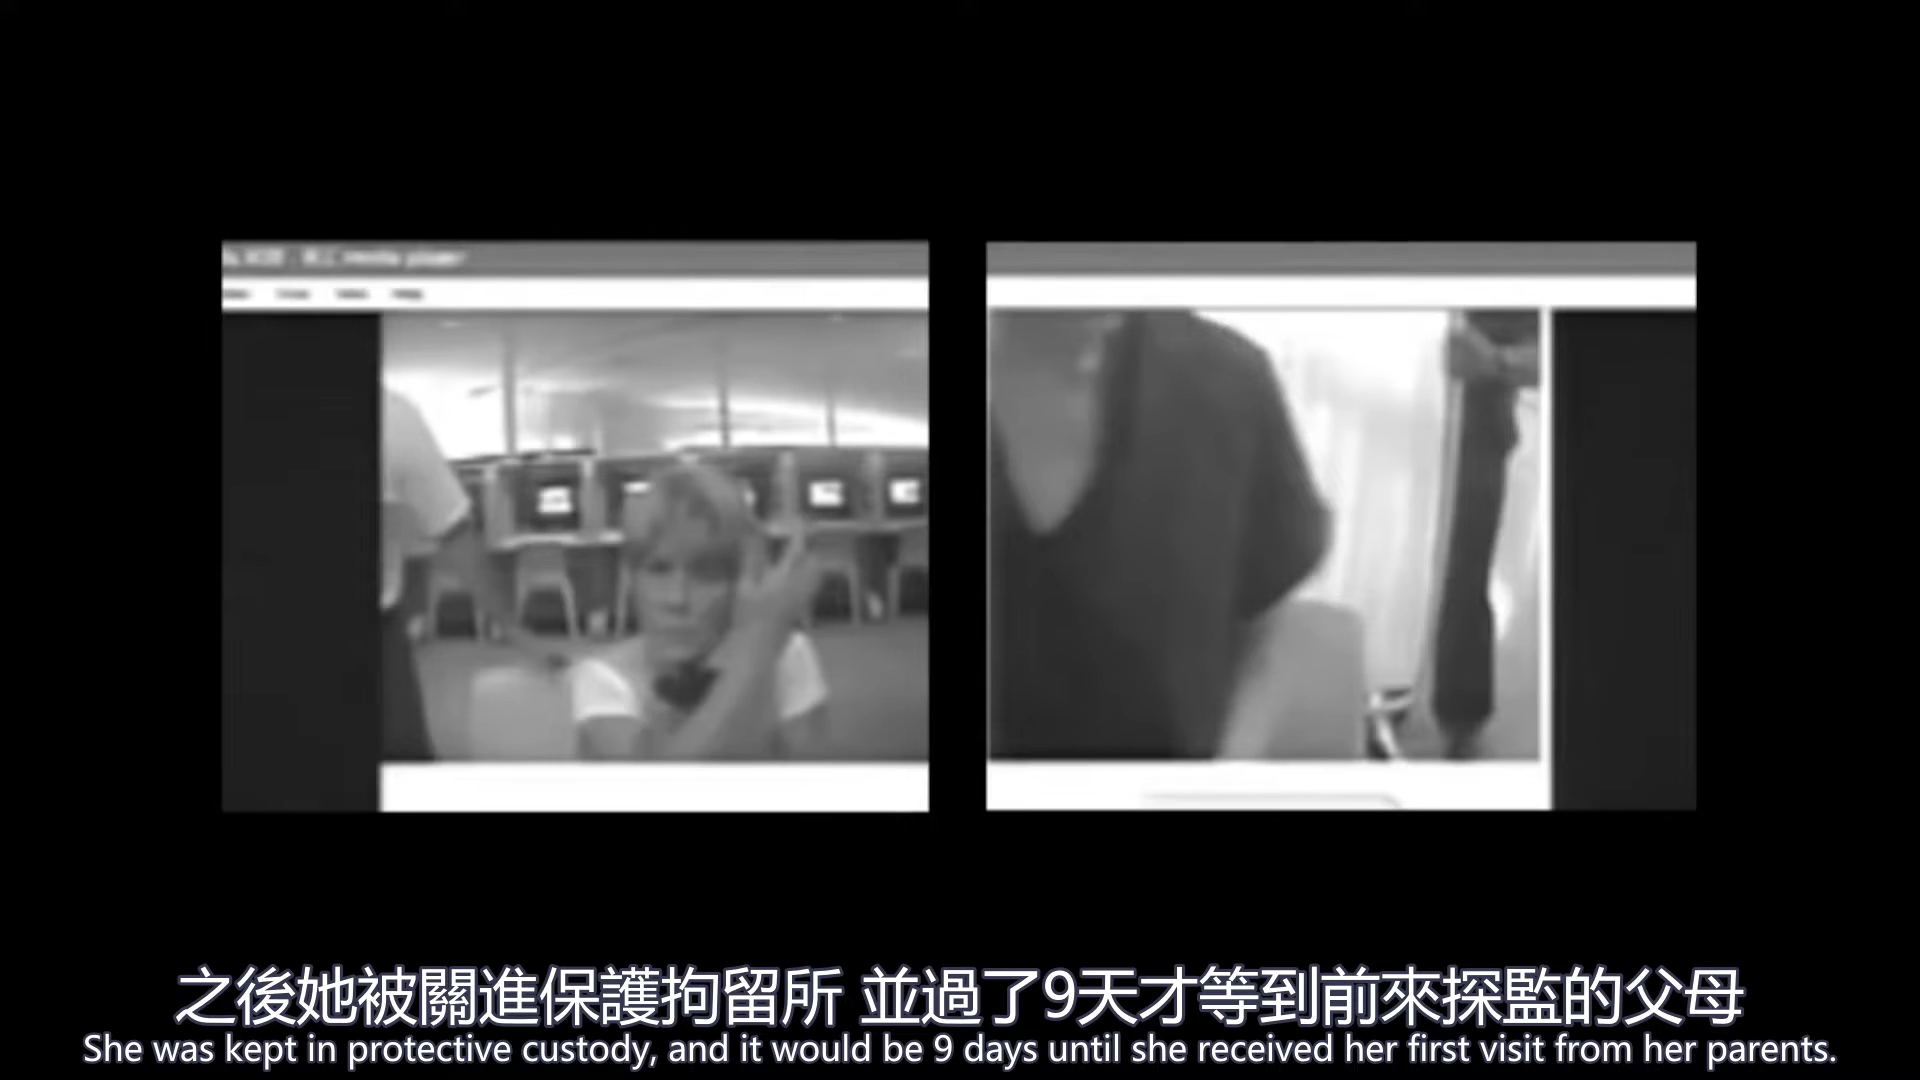 之後她被關進保護拘留所 並過了9天才等到前來探監的父母
She was kept in protective custody, and it would be 9 days until she received her first visit from her parents.